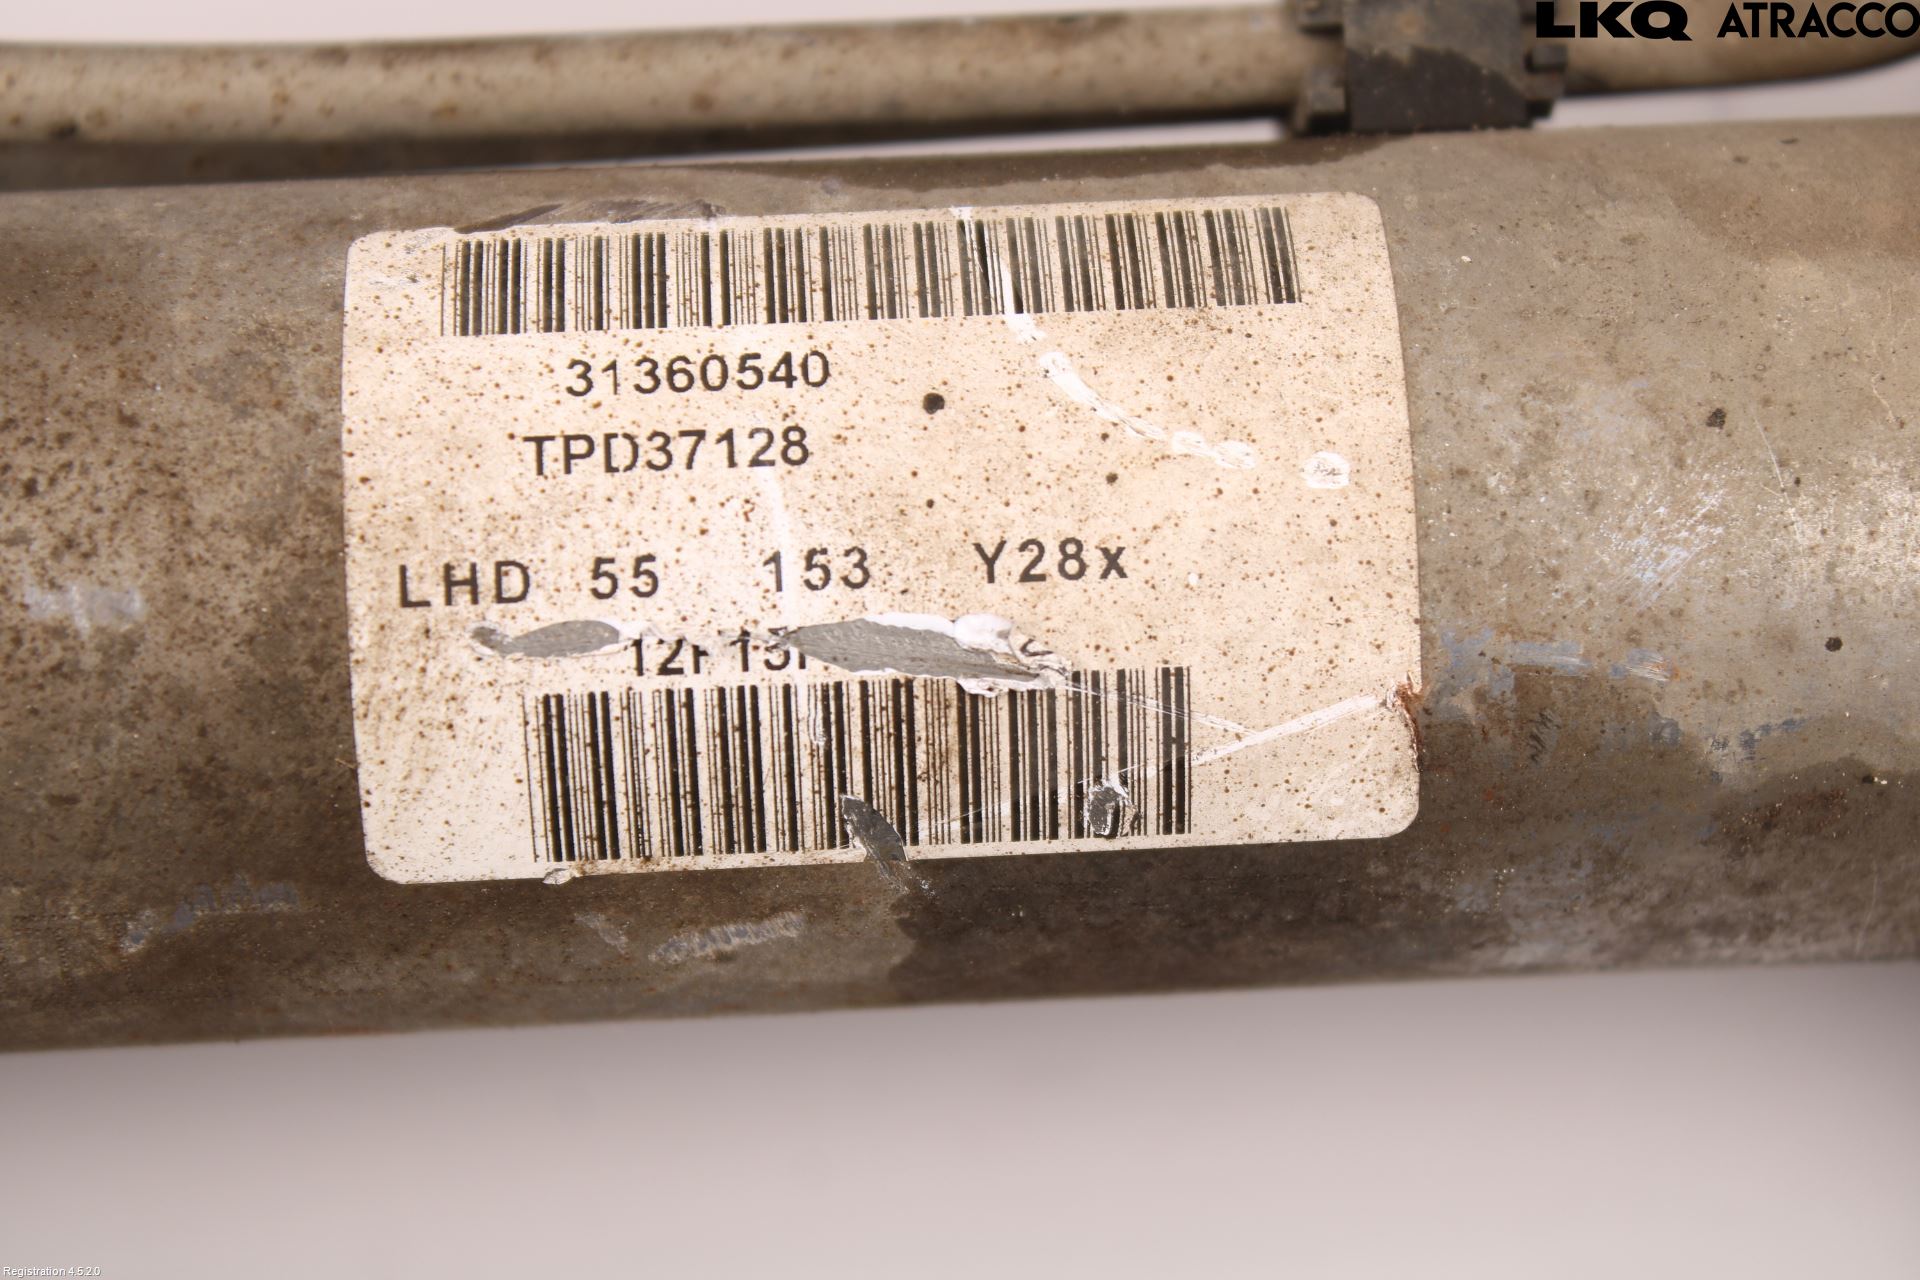 LKQ ATRACCO
31360540
TPD37128
LHD 55 153 Y28x
Registration 4.5.2.0